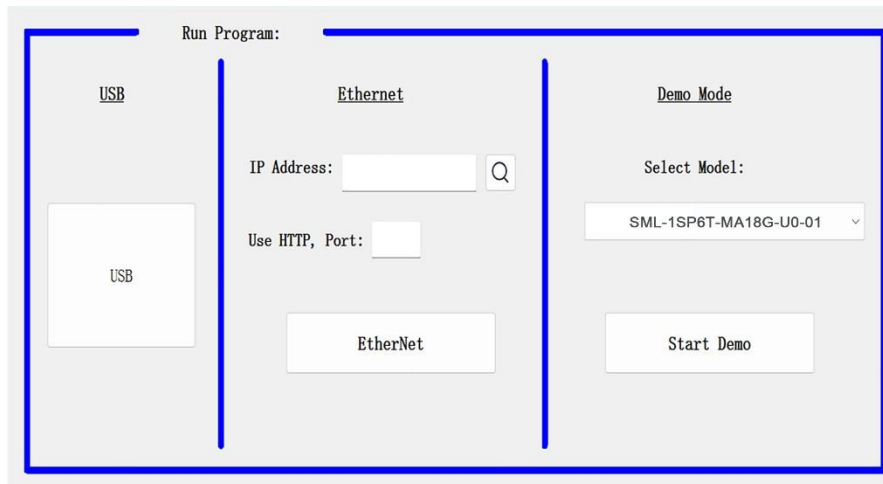 Run Program:
USB
Ethernet
Demo Mode
IP Address:
Select Model:
SML-1SP6T-MA18G-U0-01
Use HTTP, Port:
USB
EtherNet
Start Demo